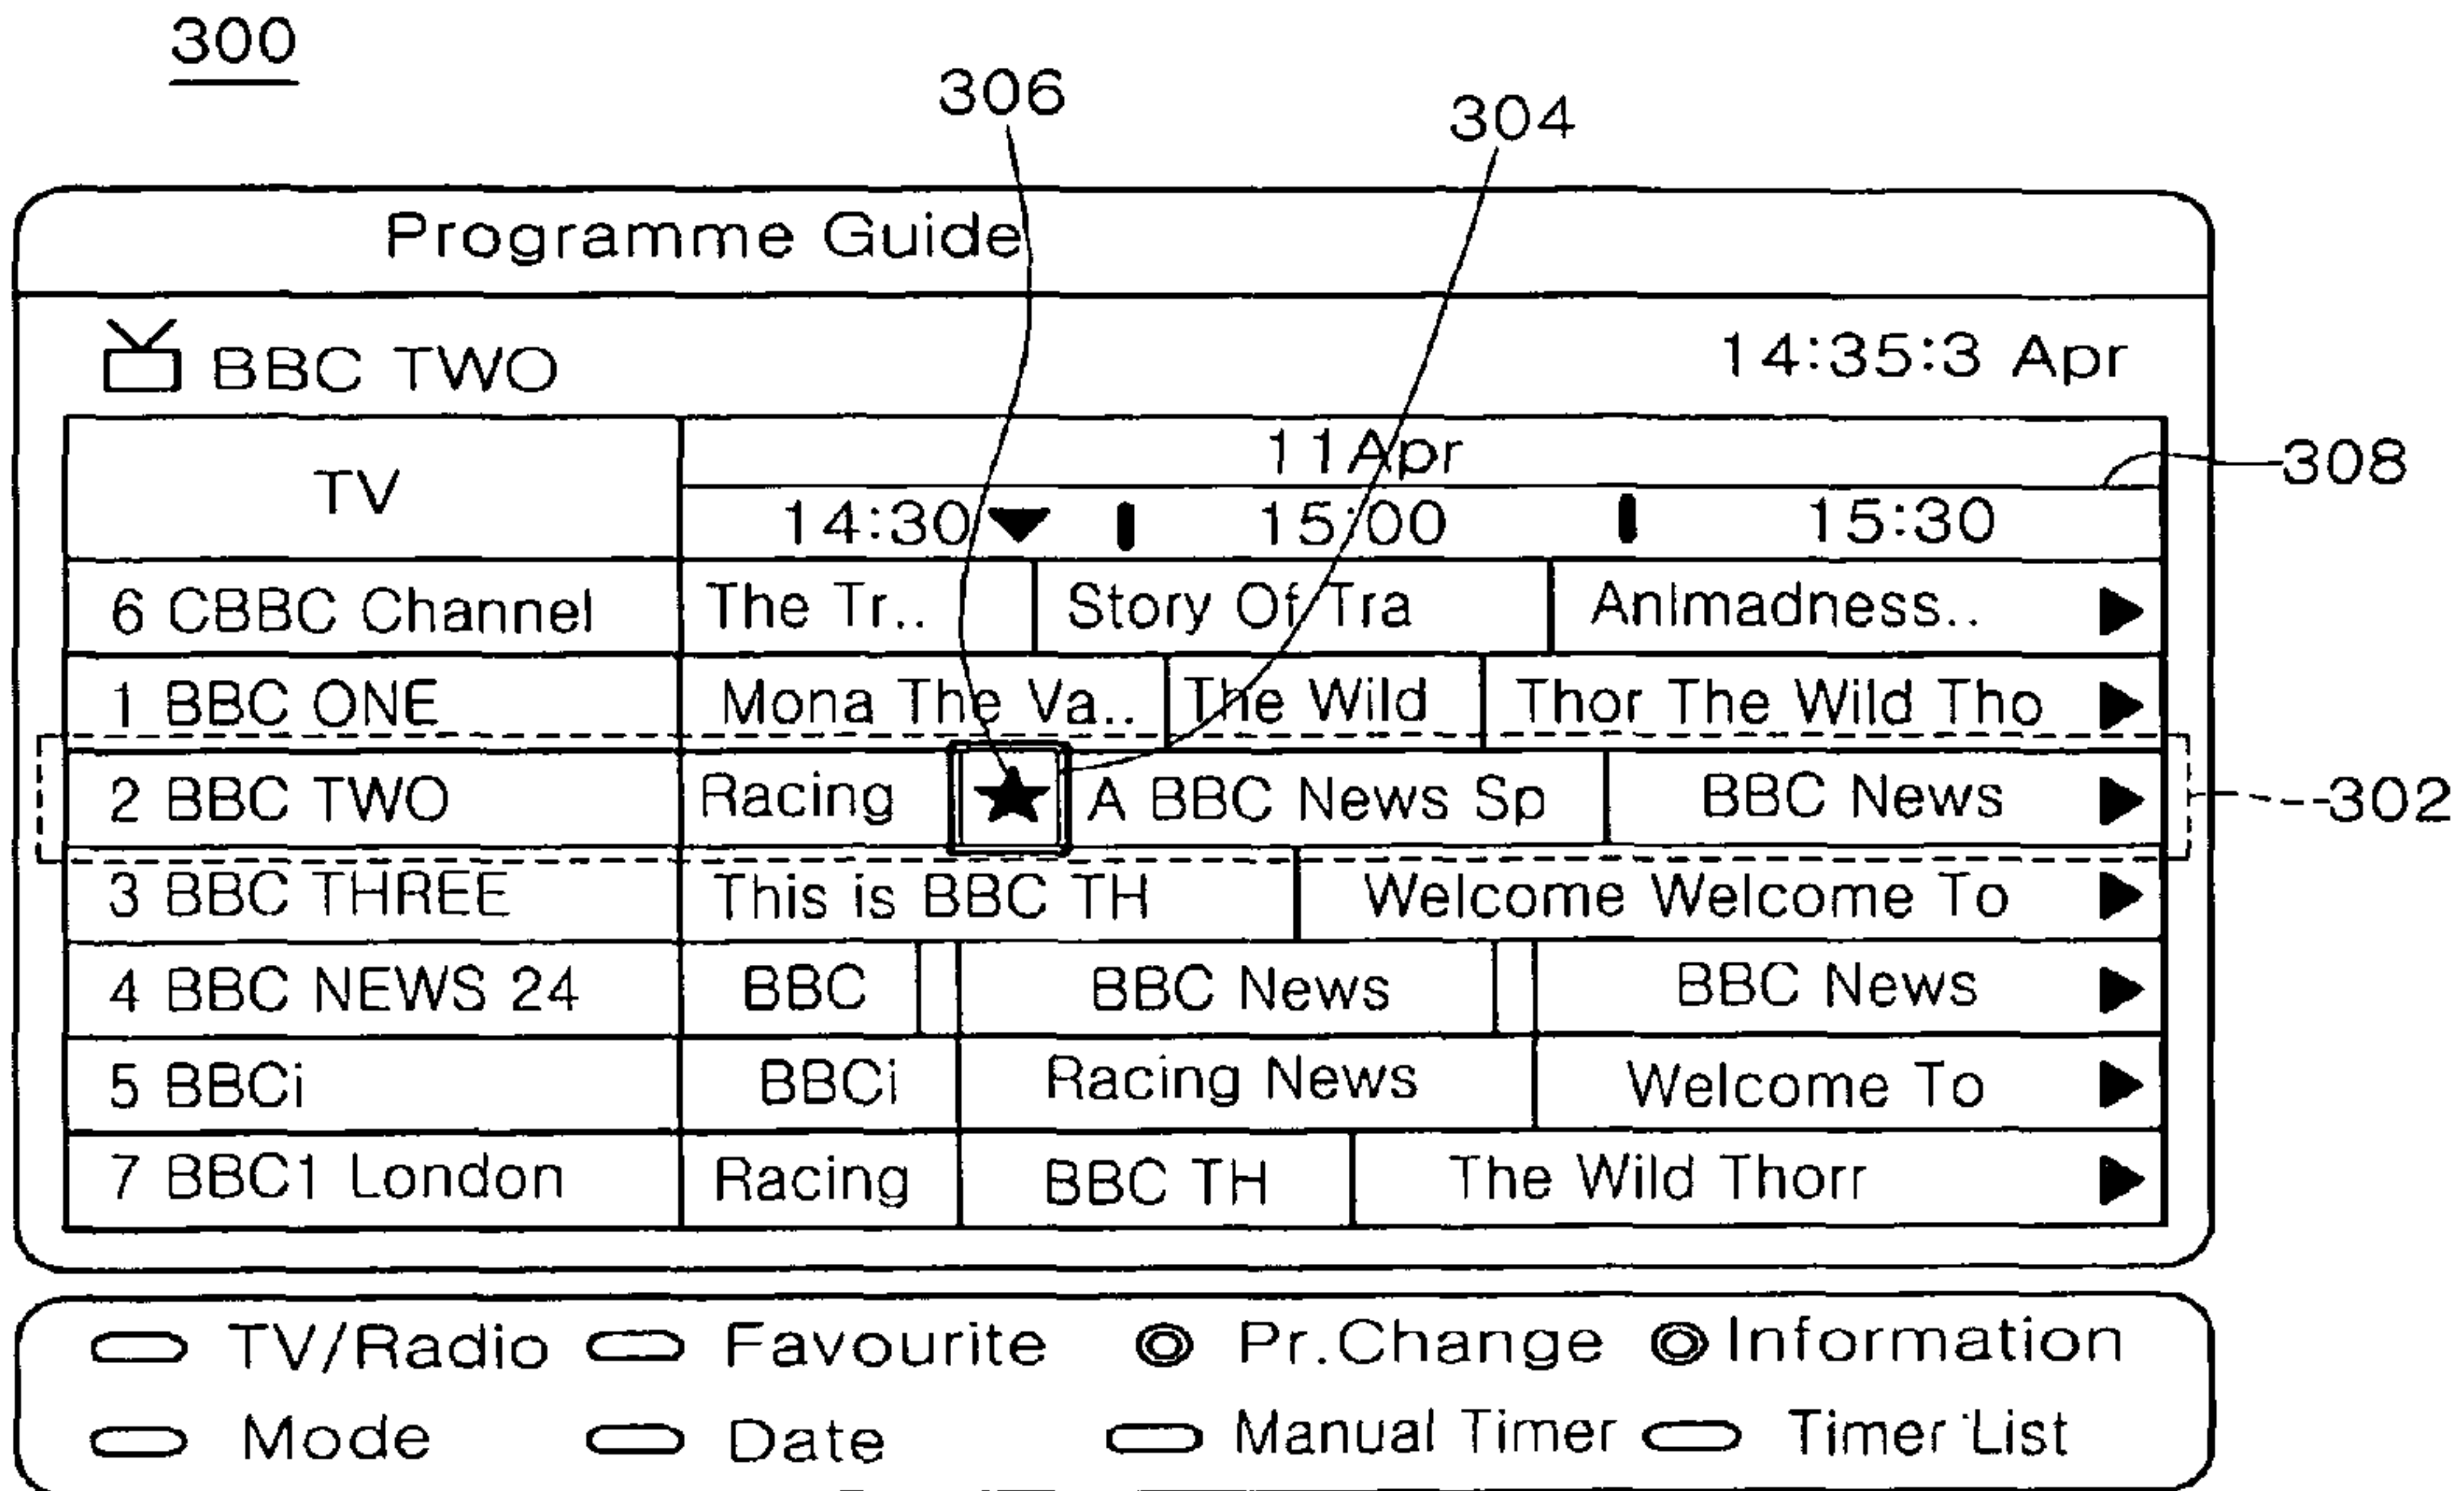 300
306
304
Programme Guide
BBC TWO 14:35:3 Apr
TV
11Apr
308
14:30 15:00 15:30
6 CBBC Channel The Tr.. Story Of Tra Anlmadness..
1 BBC ONE Mona The Va.. The Wild Thor The Wild Tho
2 BBC TWO Racing A BBC News Sp BBC News
302
3 BBC THREE This is BBC TH Welcome Welcome To
4 BBC NEWS 24 BBC BBC News BBC News
5 BBCi BBCi Racing News Welcome To
7 BBC1 London Racing BBC TH The Wild Thorr
TV/Radio Favourite Pr.Change Information
Mode Date Manual Timer Timer List